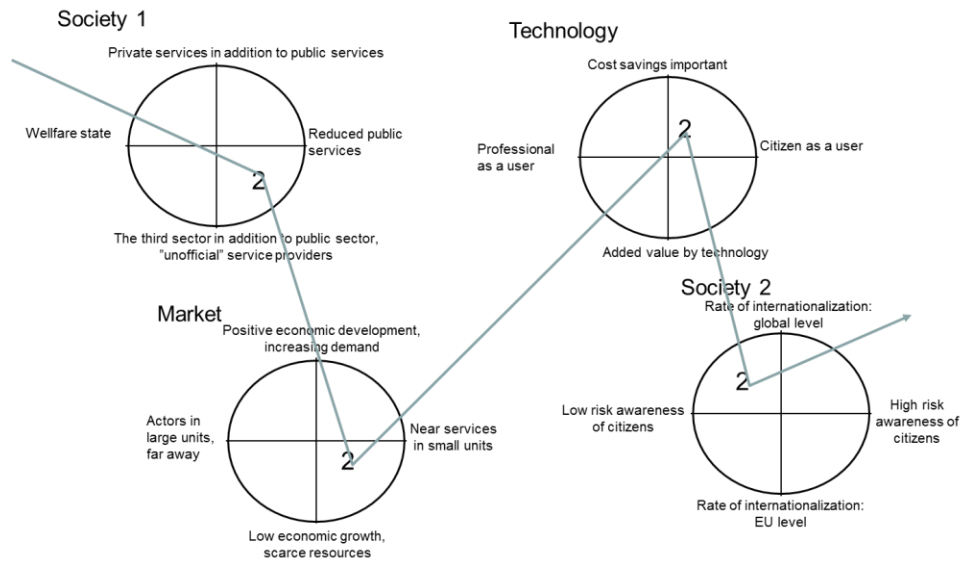 Society 1
Private services in addition to public services
Welfare state
Reduced public
services
2
The third sector in addition to public sector,
"unofficial" service providers
Technology
Cost savings important
2
Professional
as a user
Citizen as a user
Added value by technology
Market
Positive economic development,
increasing demand
Actors in
large units,
far away
Near services
in small units
2
Low economic growth,
scarce resources
Society 2
Rate of internationalization:
global level
2
Low risk awareness
of citizens
High risk
awareness of
citizens
Rate of internationalization:
EU level